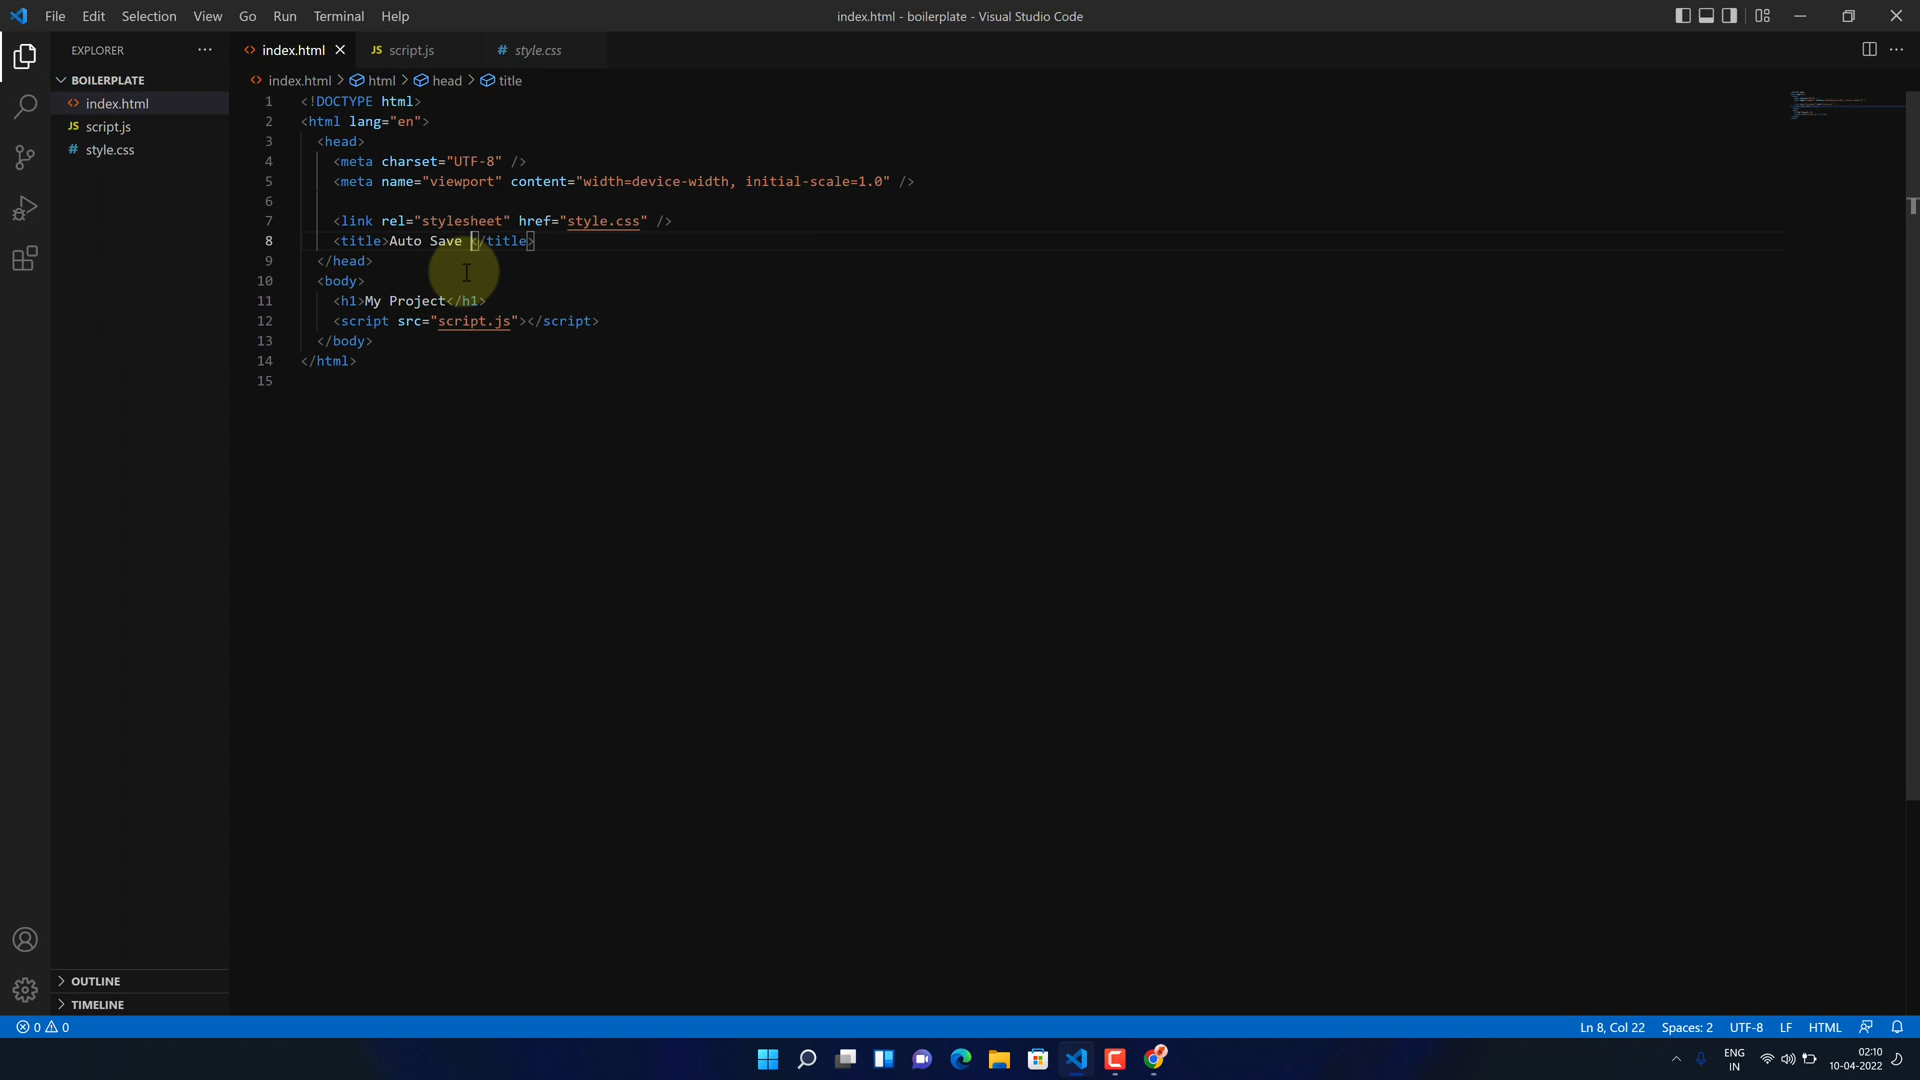 File Edit Selection View Go Run Terminal Help
index.html - boilerplate - Visual Studio Code
EXPLORER
index.html
JS script.js
# style.css
BOILERPLATE
index.html
JS script.js
# style.css
index.html > html > head > title
1 <!DOCTYPE html>
2 <html lang="en">
3 <head>
4 <meta charset="UTF-8" />
5 <meta name="viewport" content="width=device-width, initial-scale=1.0" />
6
7 <link rel="stylesheet" href="style.css" />
8 <title>Auto Save </title>
9 </head>
10 <body>
11 <h1>My Project</h1>
12 <script src="script.js"></script>
13 </body>
14 </html>
15
OUTLINE
TIMELINE
0 0
Ln 8, Col 22 Spaces: 2 UTF-8 LF HTML
ENG
IN
02:10
10-04-2022